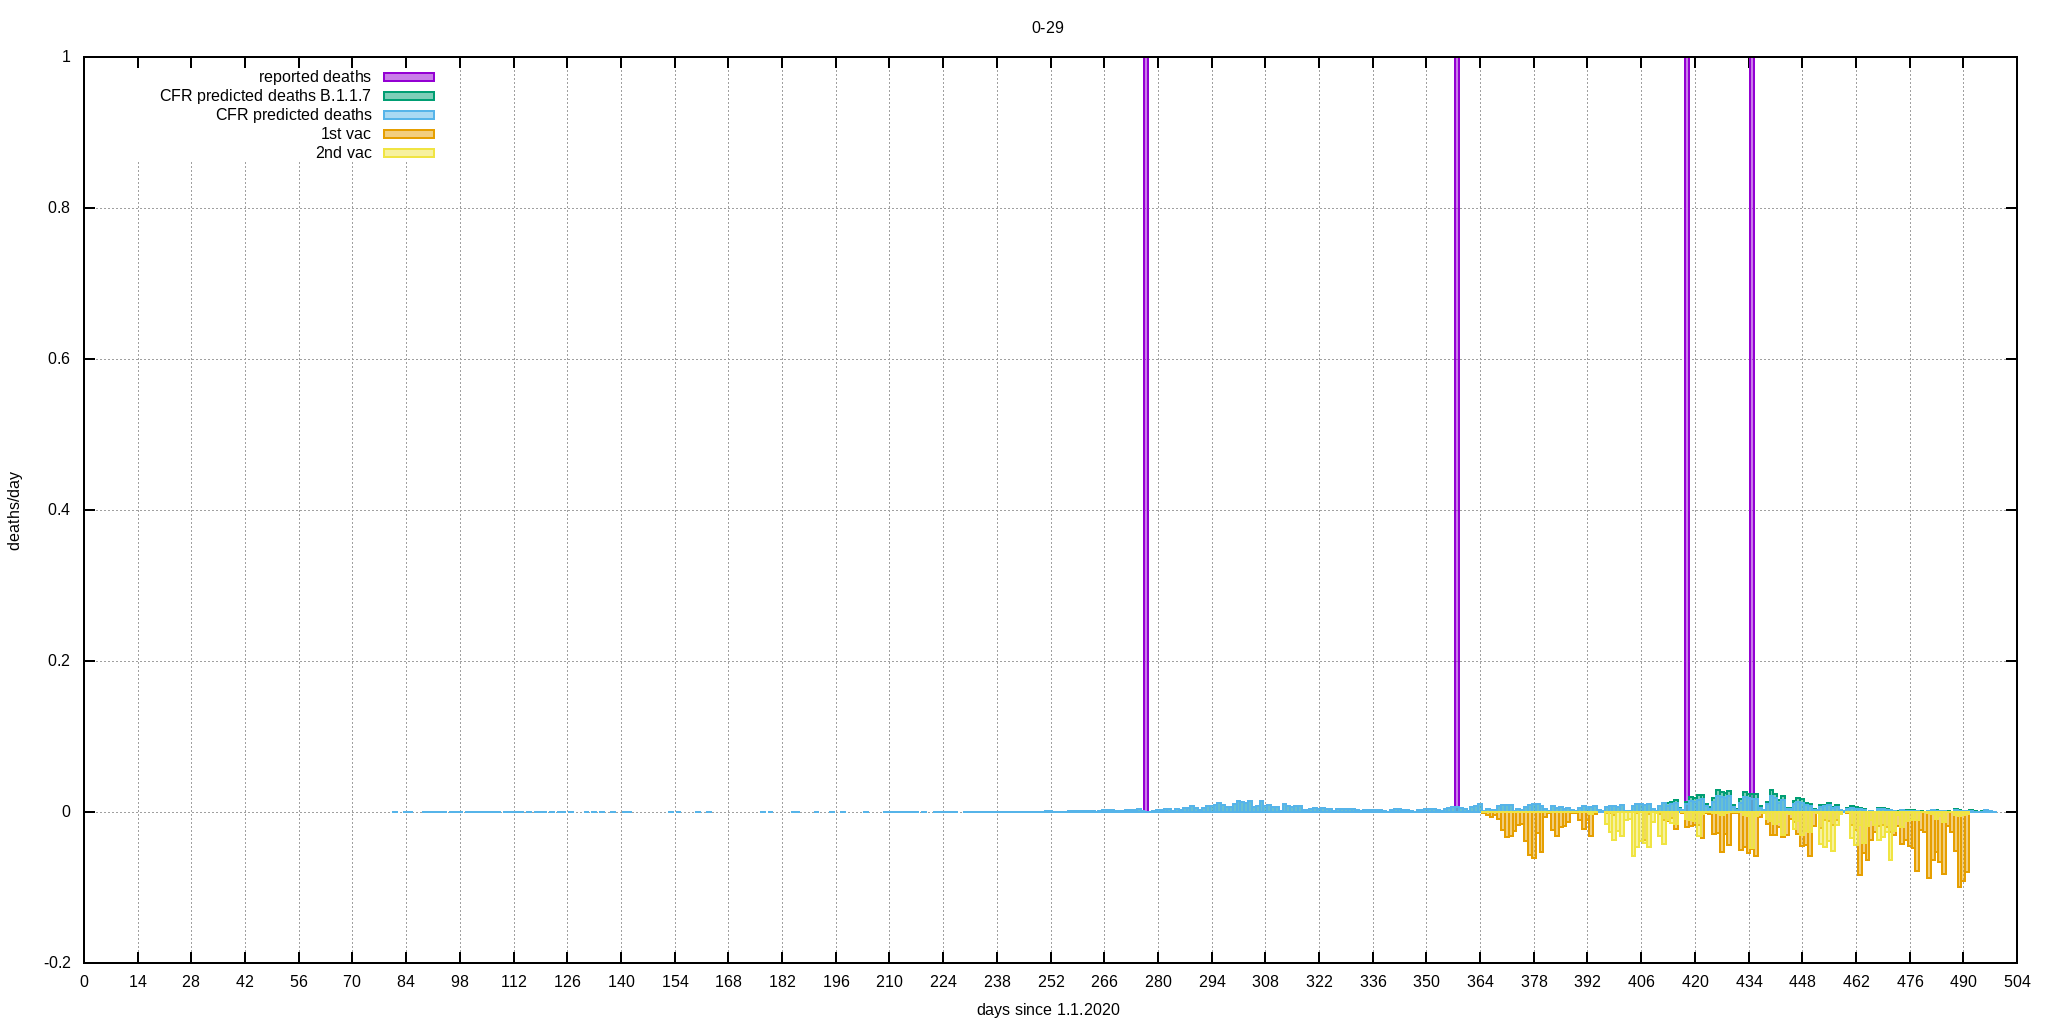 0-29
1
reported deaths
CFR predicted deaths B.1.1.7
CFR predicted deaths
1st vac
2nd vac
0.8
0.6
0.4
deaths/day
0.2
0
-0.2
0 14 28 42 56 70 84 98 112 126 140 154 168 182 196 210 224 238 252 266 280 294 308 322 336 350 364 378 392 406 420 434 448 462 476 490 504
days since 1.1.2020